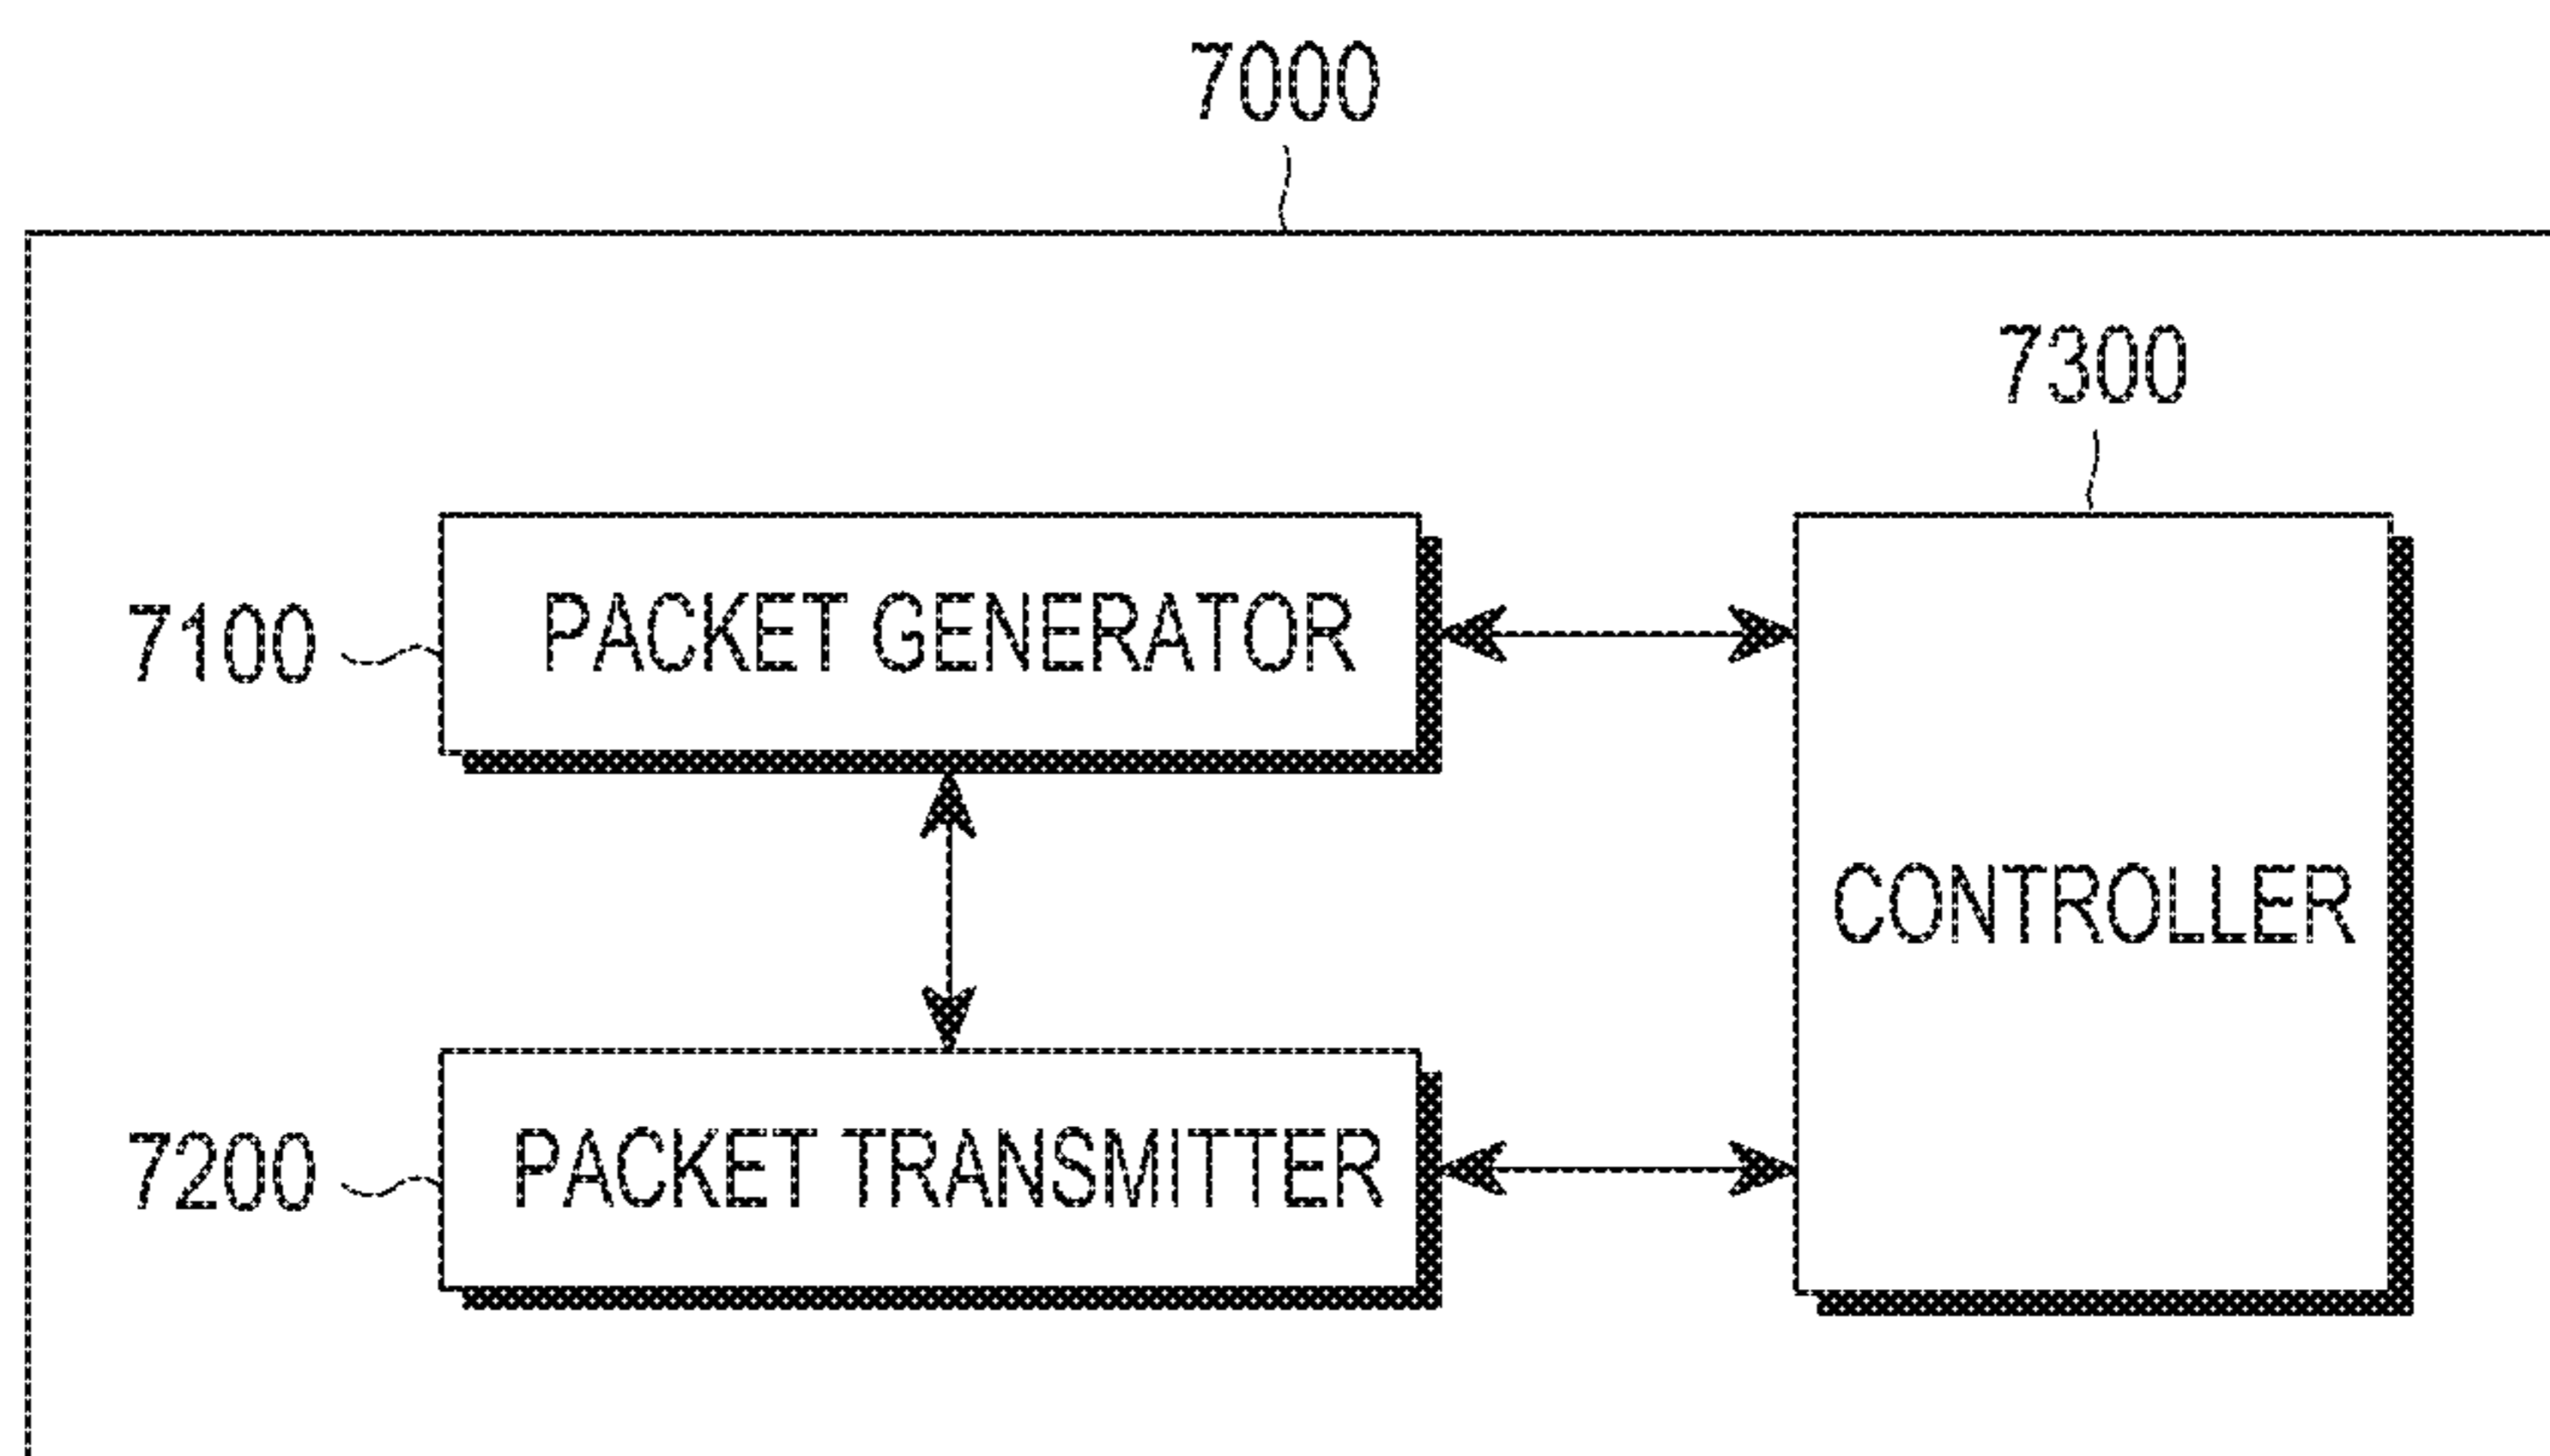 7000
7300
7100
PACKET GENERATOR
CONTROLLER
7200
PACKET TRANSMITTER